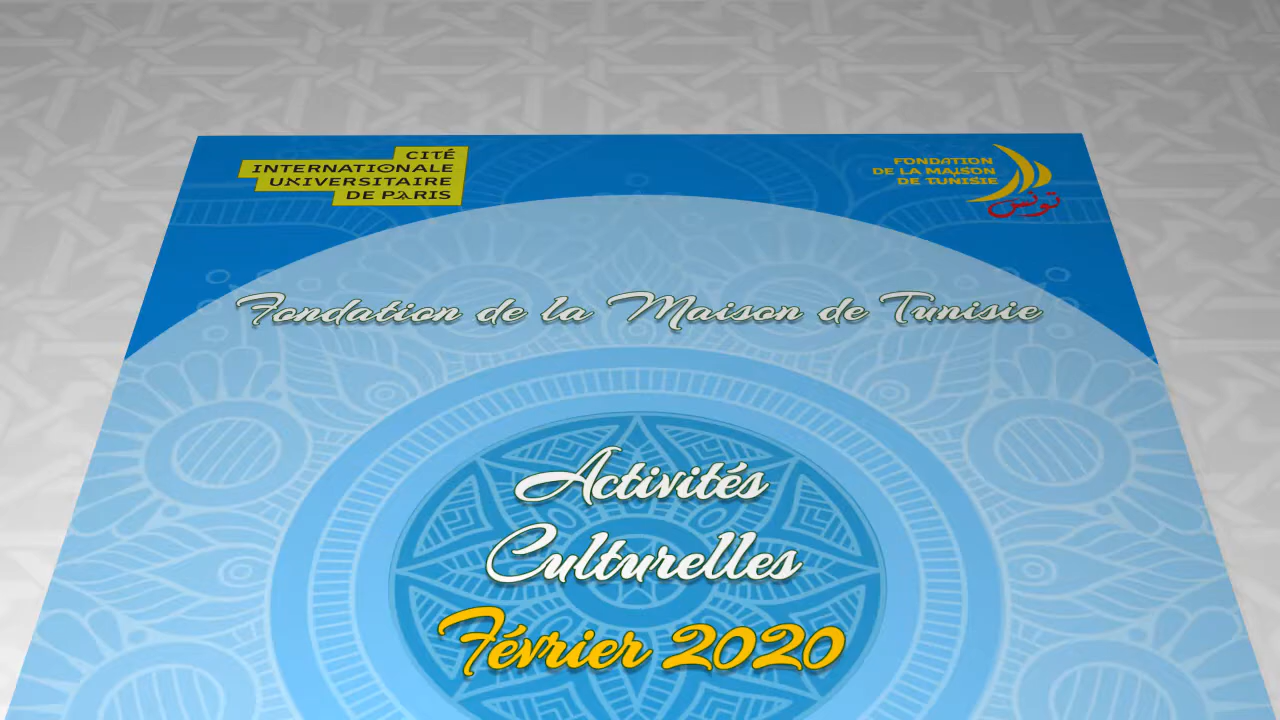 CITÉ
INTERNATIONALE
UNIVERSITAIRE
DE PARIS
FONDATION
DE LA MAISON
DE TUNISIE
تونس
Fondation de la Maison de Tunisie
Activités
Culturelles
Février 2020